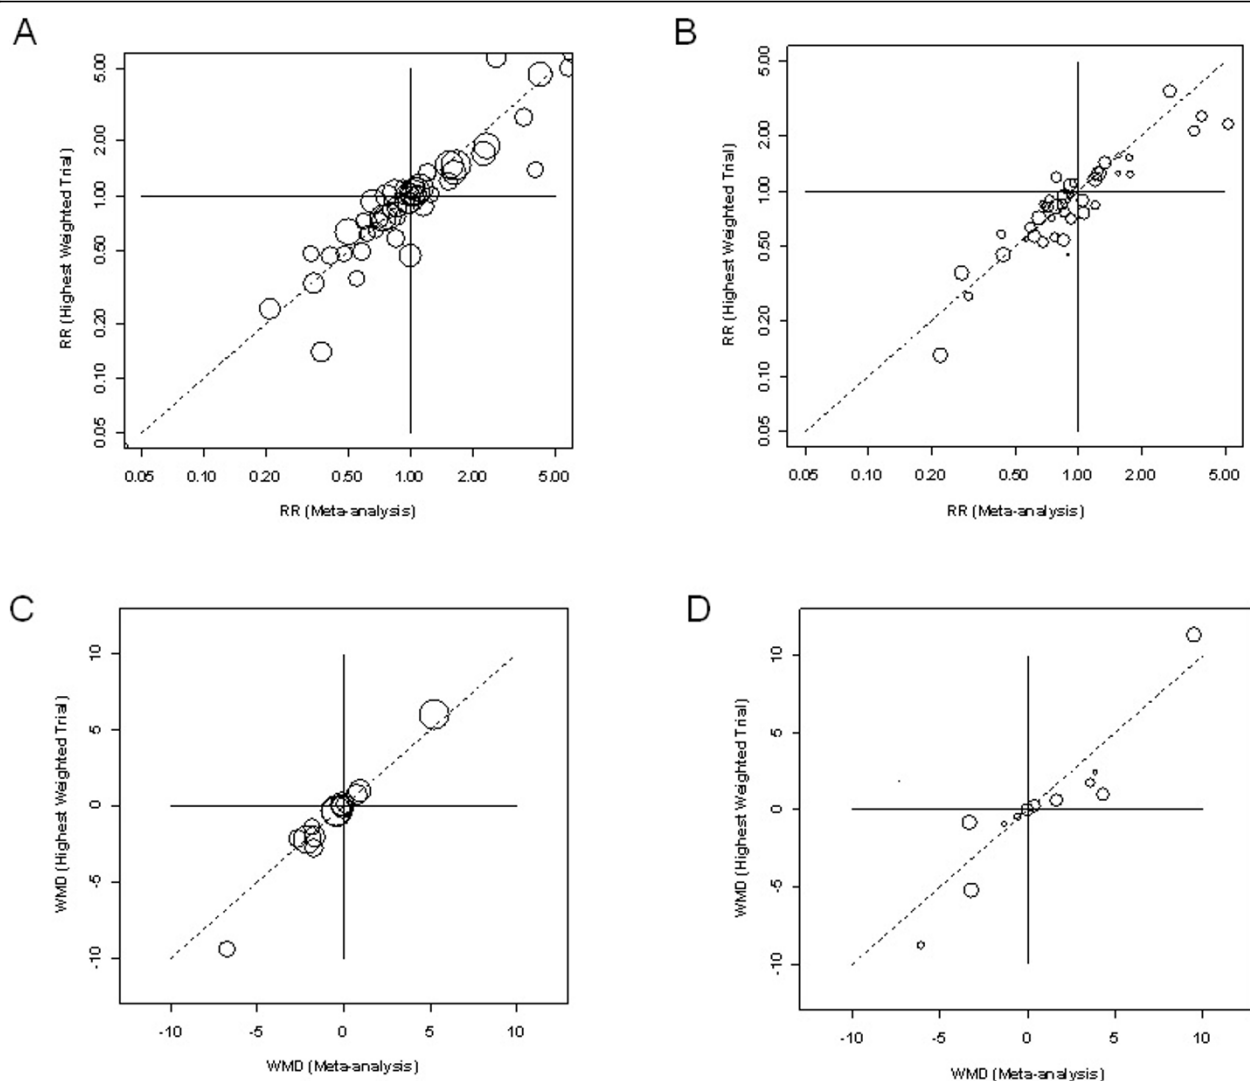 A
B
RR (Highest Weighted Trial)
5.00
2.00
1.00
0.50
0.20
0.10
0.05
0.05 0.10 0.20 0.50 1.00 2.00 5.00
RR (Meta-analysis)
RR (Highest Weighted Trial)
5.00
2.00
1.00
0.50
0.20
0.10
0.05
0.05 0.10 0.20 0.50 1.00 2.00 5.00
RR (Meta-analysis)
C
D
WMD (Highest Weighted Trial)
10
5
0
-5
-10
-10 -5 0 5 10
WMD (Meta-analysis)
WMD (Highest Weighted Trial)
10
5
0
-5
-10
-10 -5 0 5 10
WMD (Meta-analysis)